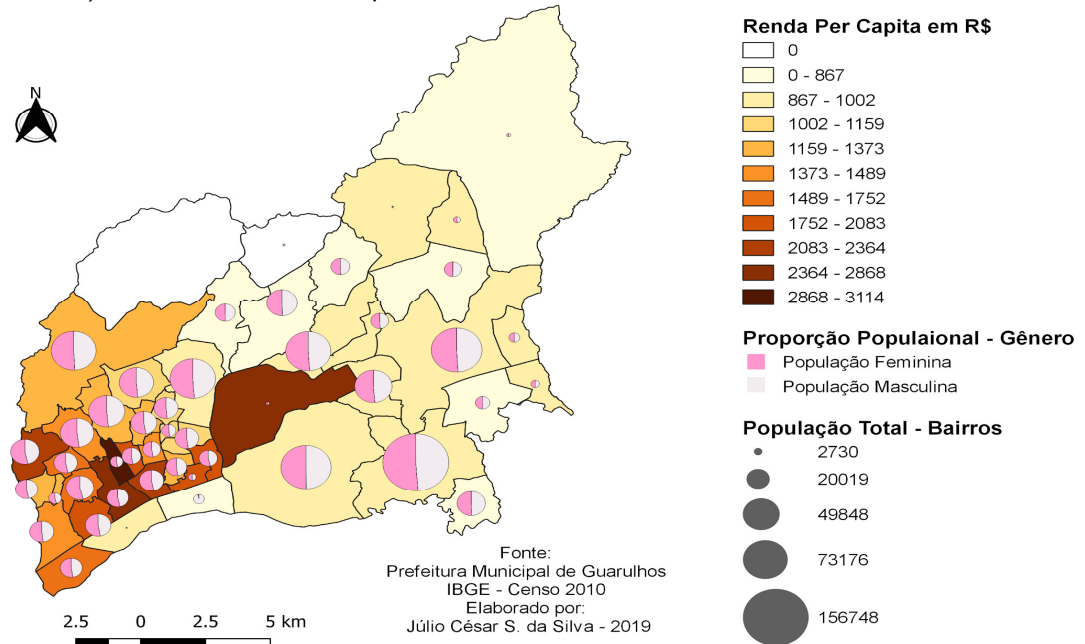 N
Renda Per Capita em R$
0
0 - 867
867 - 1002
1002 - 1159
1159 - 1373
1373 - 1489
1489 - 1752
1752 - 2083
2083 - 2364
2364 - 2868
2868 - 3114
Proporção Populaional - Gênero
População Feminina
População Masculina
População Total - Bairros
2730
20019
49848
73176
156748
Fonte:
Prefeitura Municipal de Guarulhos
IBGE - Censo 2010
Elaborado por:
Júlio César S. da Silva - 2019
2.5 0 2.5 5 km